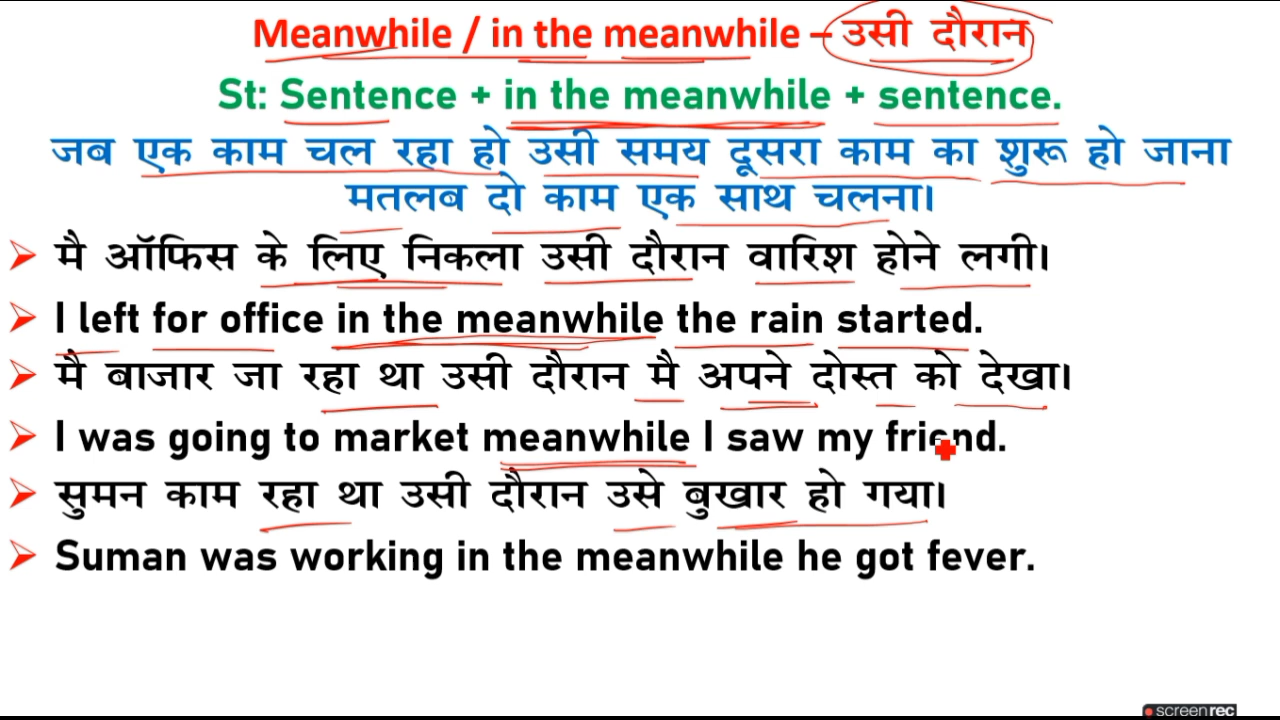 Meanwhile / in the meanwhile – उसी दौरान
St: Sentence + in the meanwhile + sentence.
जब एक काम चल रहा हो उसी समय दूसरा काम का शुरू हो जाना
मतलब दो काम एक साथ चलना।
मै ऑफिस के लिए निकला उसी दौरान वारिश होने लगी।
I left for office in the meanwhile the rain started.
मै बाजार जा रहा था उसी दौरान मै अपने दोस्त को देखा।
I was going to market meanwhile I saw my friend.
सुमन काम रहा था उसी दौरान उसे बुखार हो गया।
Suman was working in the meanwhile he got fever.
screenrec